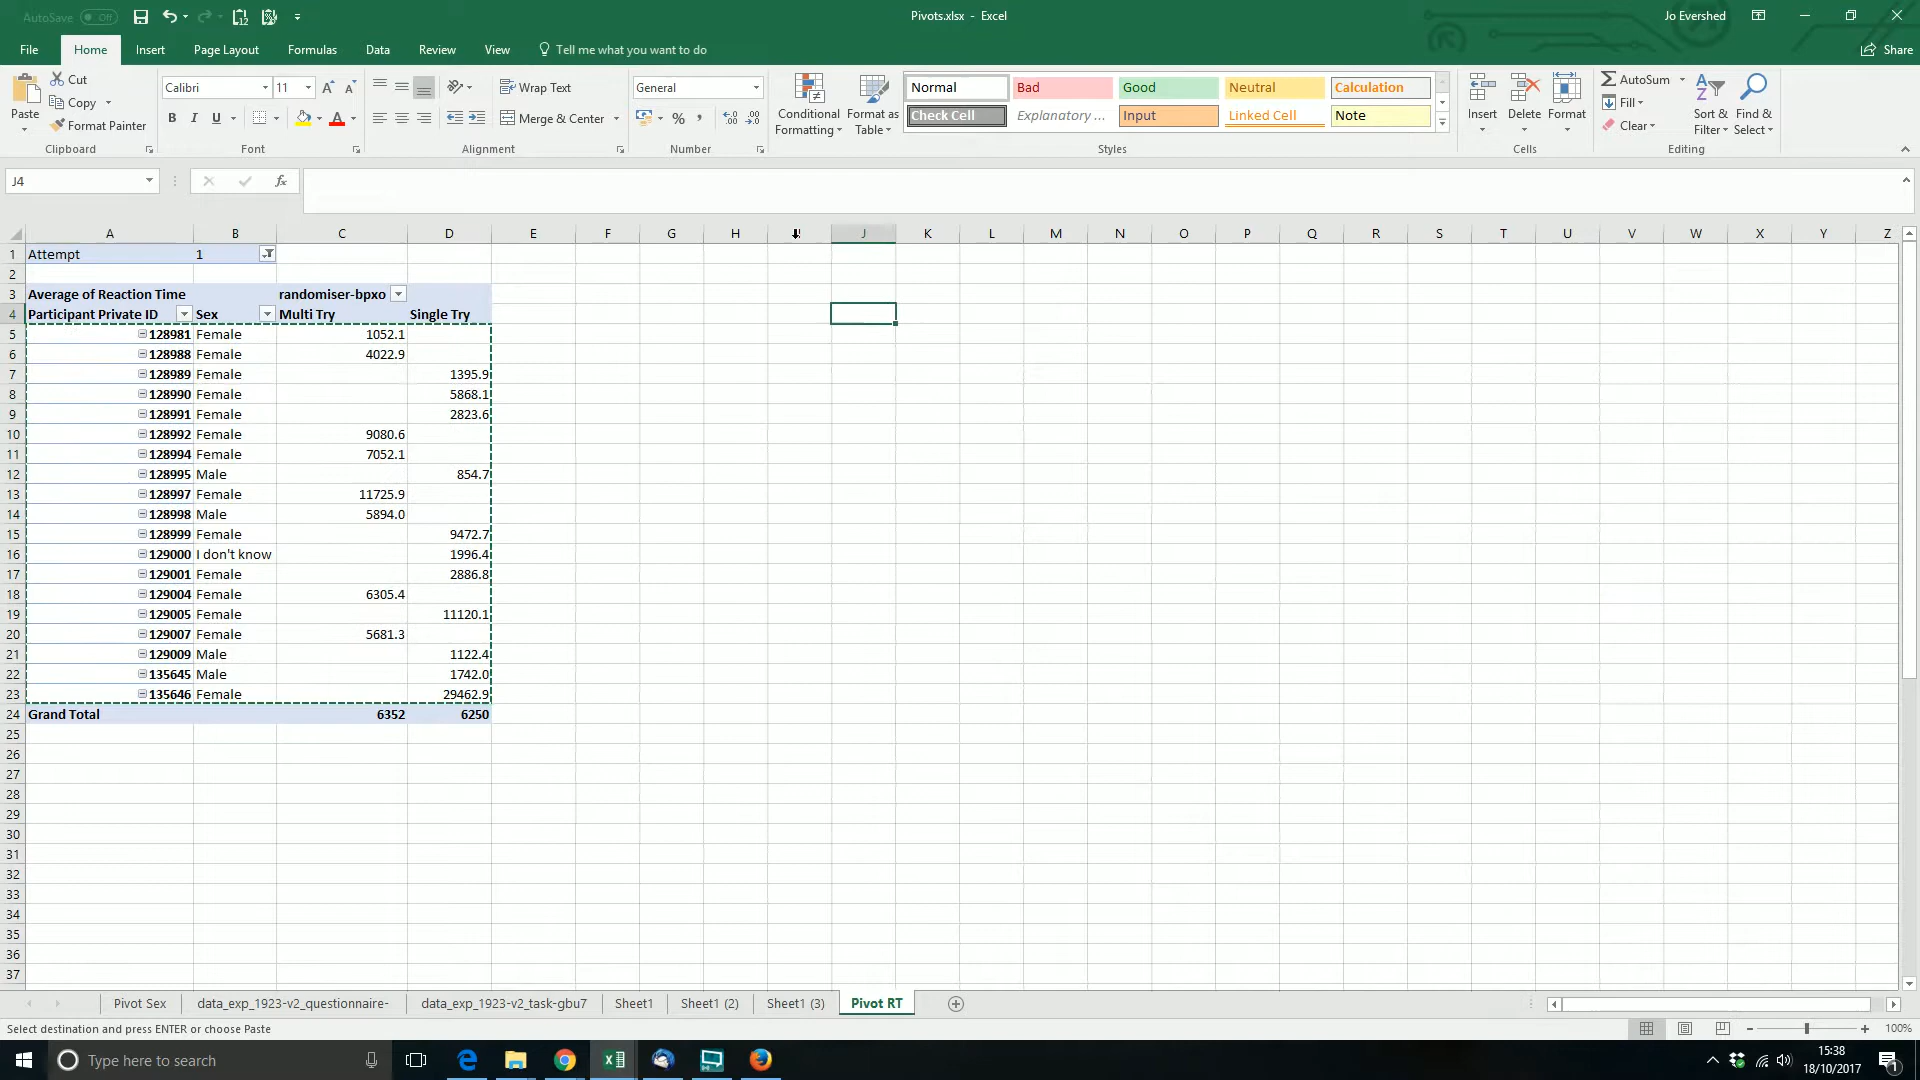 AutoSave Off
Pivots.xlsx - Excel
Jo Evershed
File Home Insert Page Layout Formulas Data Review View Tell me what you want to do Share
Paste
Cut
Copy
Format Painter
Clipboard
Calibri 11
B I U
Font
Wrap Text
Merge & Center
Alignment
General
Number
Conditional Formatting
Format as Table
Normal Bad Good Neutral Calculation
Check Cell Explanatory ... Input Linked Cell Note
Styles
Insert Delete Format
Cells
AutoSum
Fill
Clear
Sort & Filter
Find & Select
Editing
J4 fx
A B C D E F G H I J K L M N O P Q R S T U V W X Y Z
1 Attempt 1
2
3 Average of Reaction Time randomiser-bpxo
4 Participant Private ID Sex Multi Try Single Try
5 128981 Female 1052.1
6 128988 Female 4022.9
7 128989 Female 1395.9
8 128990 Female 5868.1
9 128991 Female 2823.6
10 128992 Female 9080.6
11 128994 Female 7052.1
12 128995 Male 854.7
13 128997 Female 11725.9
14 128998 Male 5894.0
15 128999 Female 9472.7
16 129000 I don't know 1996.4
17 129001 Female 2886.8
18 129004 Female 6305.4
19 129005 Female 11120.1
20 129007 Female 5681.3
21 129009 Male 1122.4
22 135645 Male 1742.0
23 135646 Female 29462.9
24 Grand Total 6352 6250
25
26
27
28
29
30
31
32
33
34
35
36
37
Pivot Sex data_exp_1923-v2_questionnaire- data_exp_1923-v2_task-gbu7 Sheet1 Sheet1 (2) Sheet1 (3) Pivot RT
Select destination and press ENTER or choose Paste
100%
Type here to search
15:38
18/10/2017
1